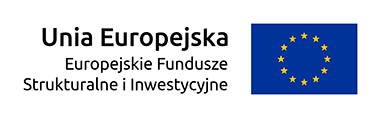 Unia Europejska
Europejskie Fundusze
Strukturalne i Inwestycyjne